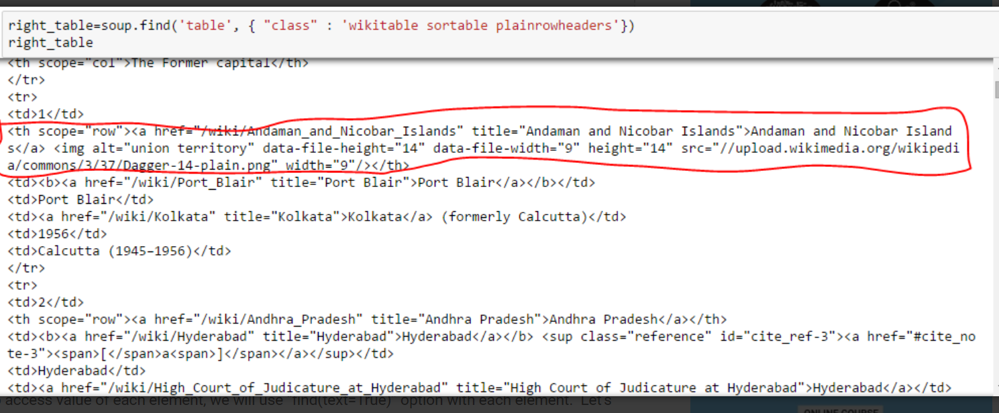 right_table=soup.find('table', { "class" : 'wikitable sortable plainrowheaders'})
right_table
<th scope="col">The Former capital</th>
</tr>
<tr>
<td>1</td>
<th scope="row"><a href="/wiki/Andaman_and_Nicobar_Islands" title="Andaman and Nicobar Islands">Andaman and Nicobar Island
s</a> <img alt="union territory" data-file-height="14" data-file-width="9" height="14" src="//upload.wikimedia.org/wikipedi
a/commons/3/37/Dagger-14-plain.png" width="9"/></th>
<td><b><a href="/wiki/Port_Blair" title="Port Blair">Port Blair</a></b></td>
<td>Port Blair</td>
<td><a href="/wiki/Kolkata" title="Kolkata">Kolkata</a> (formerly Calcutta)</td>
<td>1956</td>
<td>Calcutta (1945–1956)</td>
</tr>
<tr>
<td>2</td>
<th scope="row"><a href="/wiki/Andhra_Pradesh" title="Andhra Pradesh">Andhra Pradesh</a></th>
<td><b><a href="/wiki/Hyderabad" title="Hyderabad">Hyderabad</a></b> <sup class="reference" id="cite_ref-3"><a href="#cite_no
te-3"><span>[</span>a<span>]</span></a></sup></td>
<td>Hyderabad</td>
<td><a href="/wiki/High_Court_of_Judicature_at_Hyderabad" title="High Court of Judicature at Hyderabad">Hyderabad</a></td>
access value of each element, we will use "find(text=True)" option with each element. Let's
ONLINE COURSE